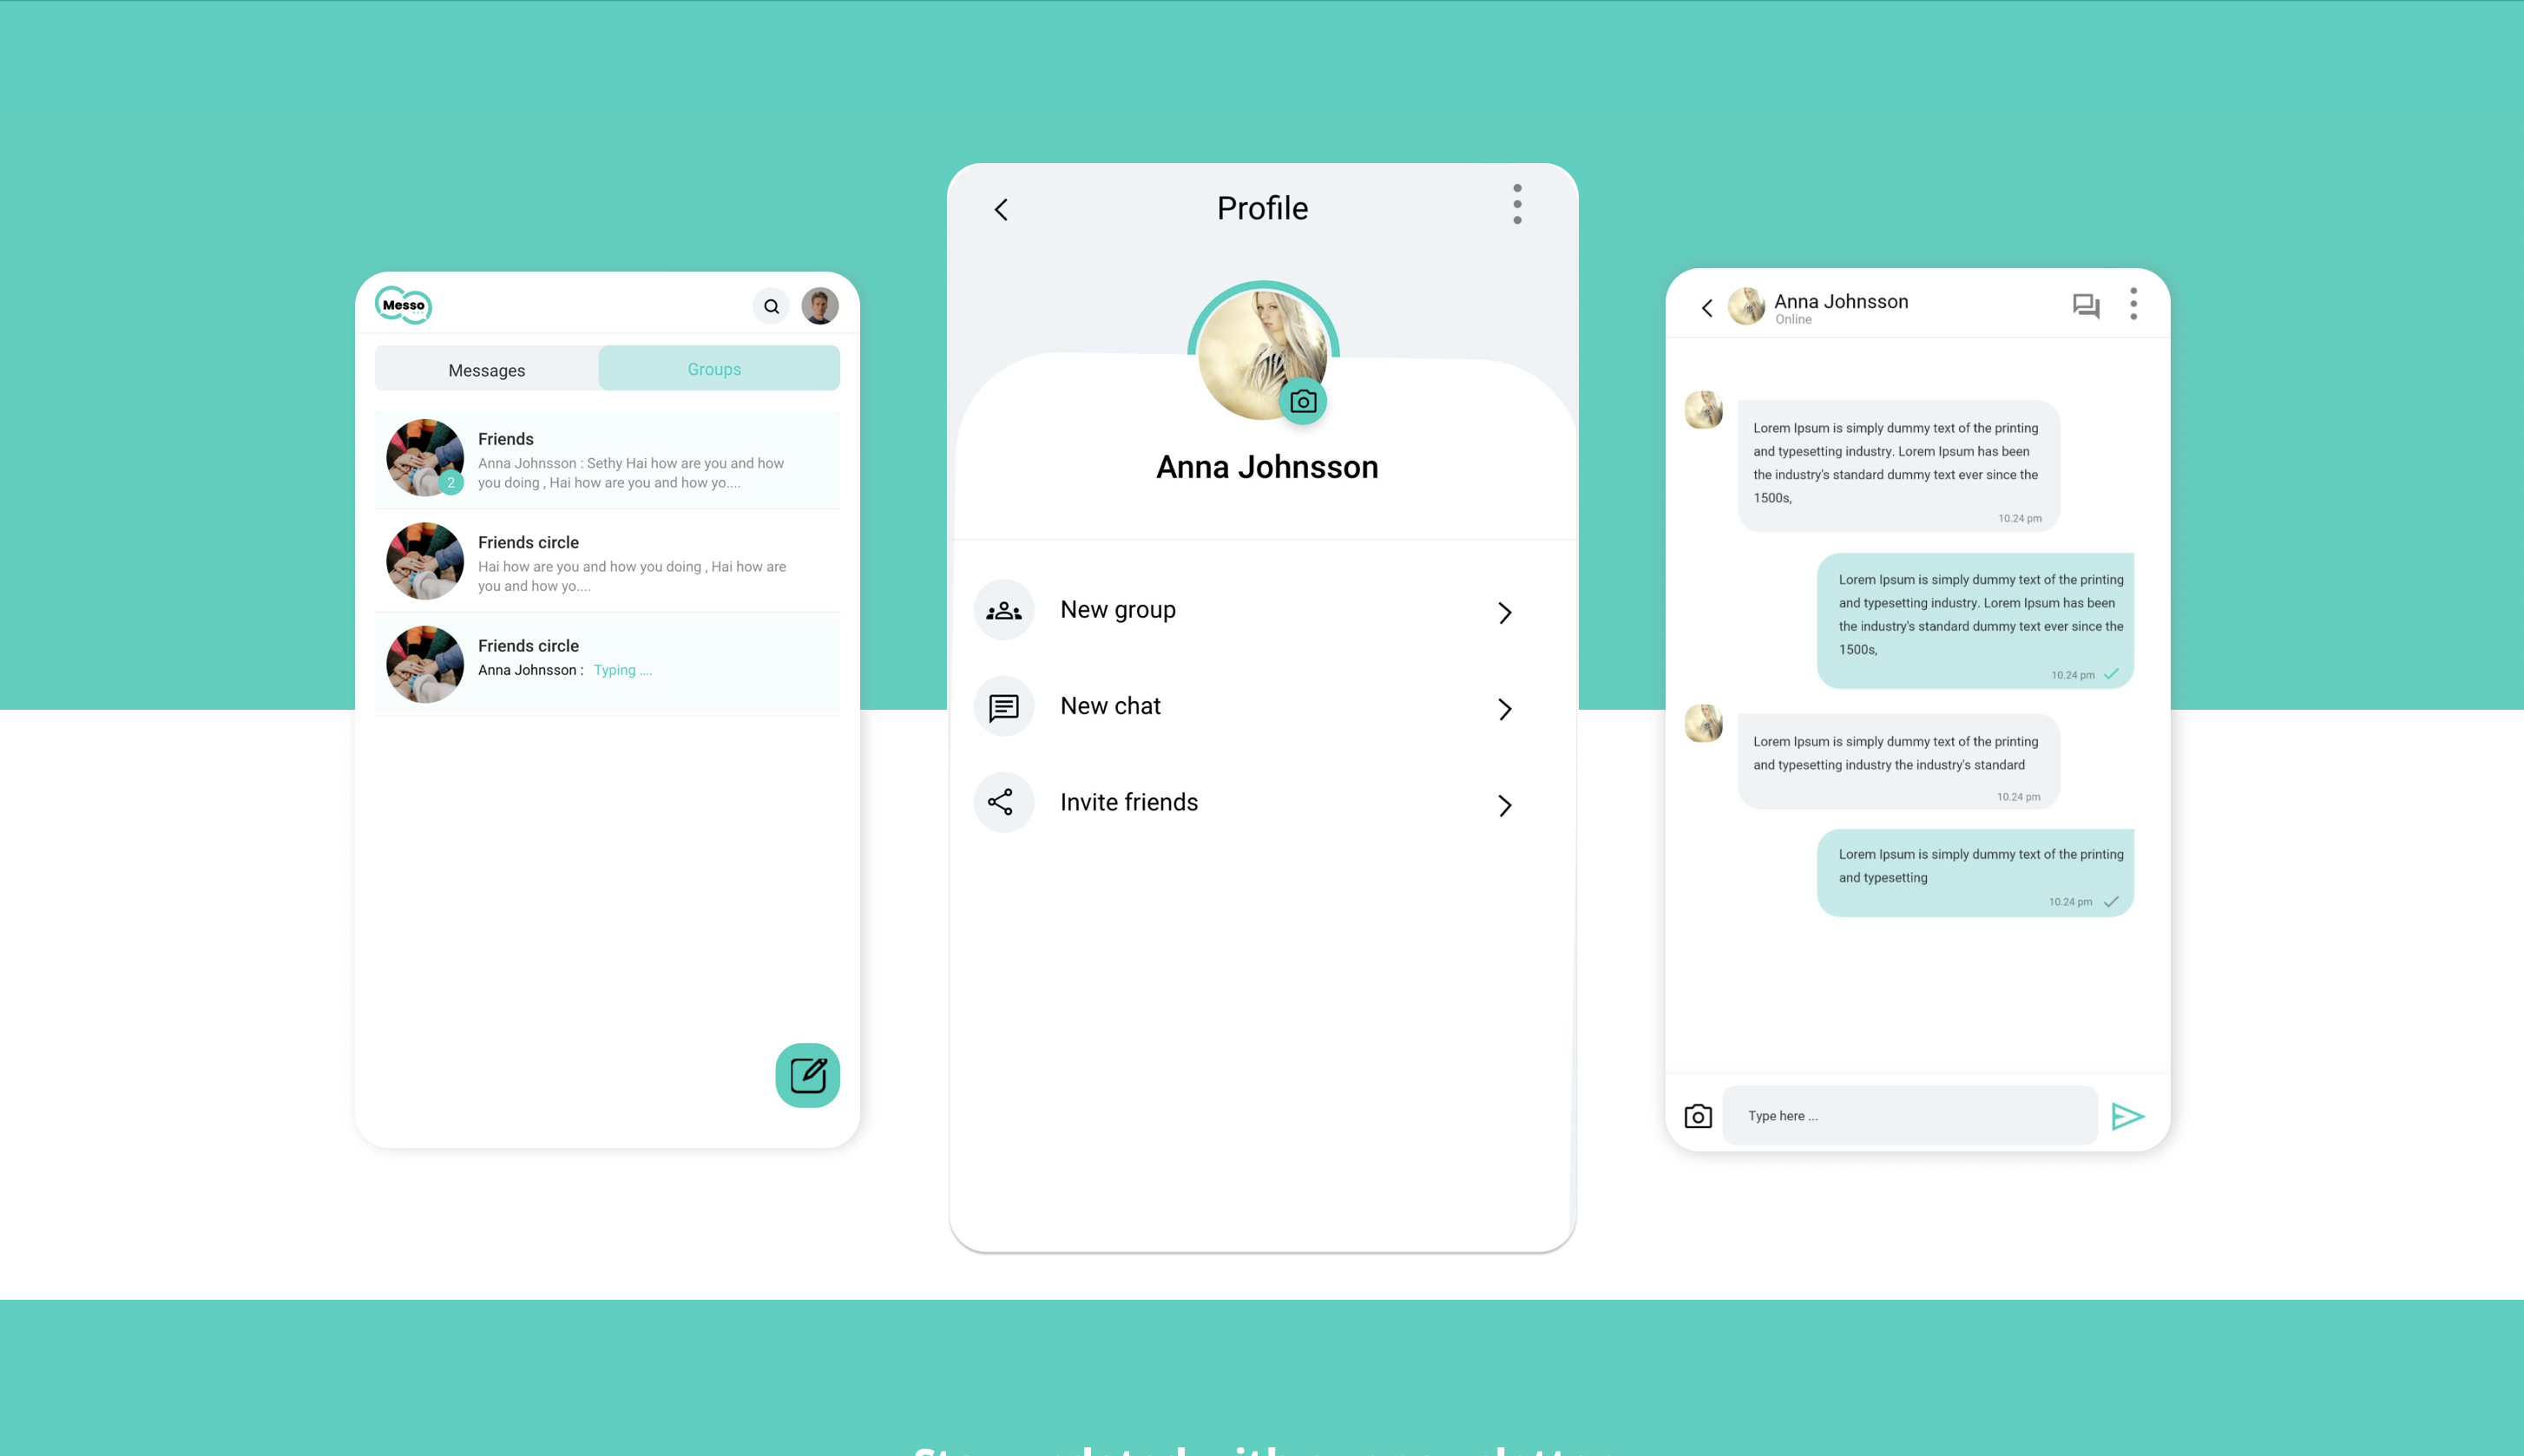 Messo
Messages
Groups
Friends
Anna Johnsson : Sethy Hai how are you and how
you doing , Hai how are you and how yo....
2
Friends circle
Hai how are you and how you doing , Hai how are
you and how yo....
Friends circle
Anna Johnsson : Typing ....
Profile
Anna Johnsson
New group
New chat
Invite friends
Anna Johnsson
Online
Lorem Ipsum is simply dummy text of the printing
and typesetting industry. Lorem Ipsum has been
the industry's standard dummy text ever since the
1500s,
10.24 pm
Lorem Ipsum is simply dummy text of the printing
and typesetting industry. Lorem Ipsum has been
the industry's standard dummy text ever since the
1500s,
10.24 pm
Lorem Ipsum is simply dummy text of the printing
and typesetting industry the industry's standard
10.24 pm
Lorem Ipsum is simply dummy text of the printing
and typesetting
10.24 pm
Type here ...